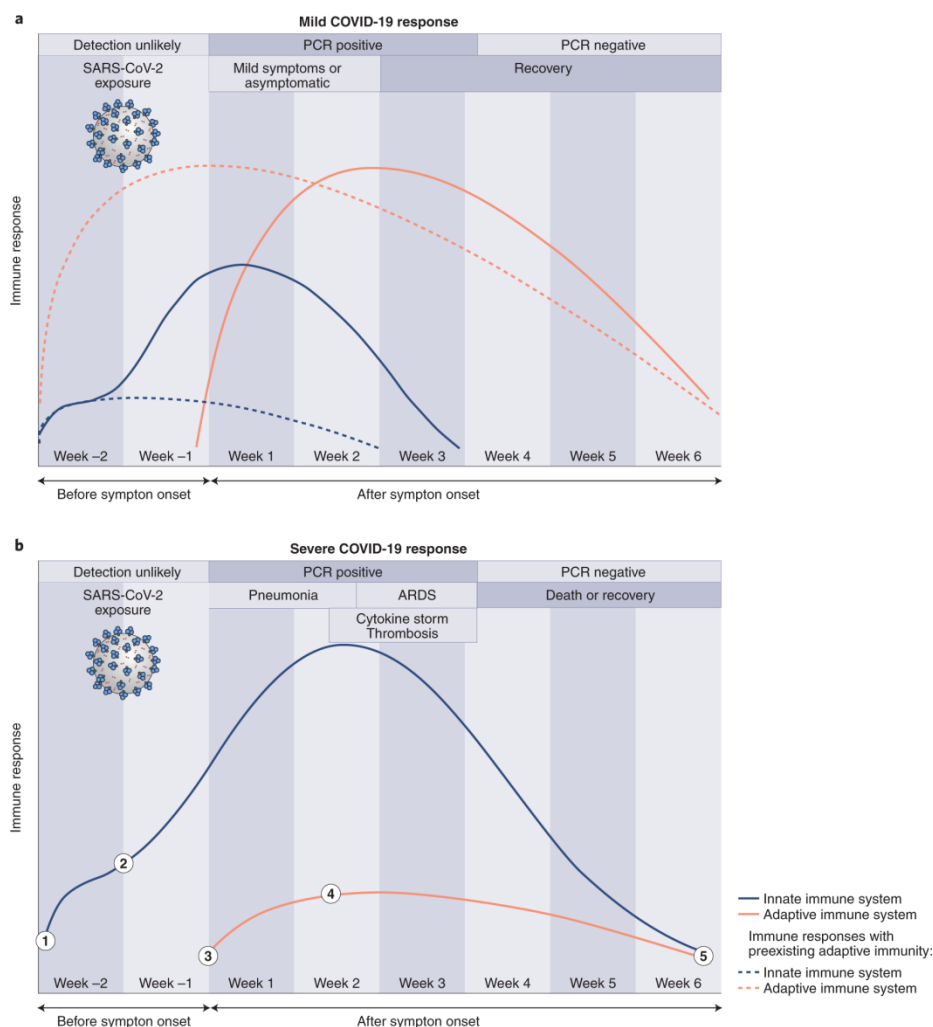 a
Mild COVID-19 response
Detection unlikely
PCR positive
PCR negative
SARS-CoV-2
exposure
Mild symptoms or
asymptomatic
Recovery
Immune response
Week –2
Week –1
Week 1
Week 2
Week 3
Week 4
Week 5
Week 6
Before sympton onset
After sympton onset
b
Severe COVID-19 response
Detection unlikely
PCR positive
PCR negative
SARS-CoV-2
exposure
Pneumonia
ARDS
Death or recovery
Cytokine storm
Thrombosis
Immune response
1
2
3
4
5
Week –2
Week –1
Week 1
Week 2
Week 3
Week 4
Week 5
Week 6
Before sympton onset
After sympton onset
Innate immune system
Adaptive immune system
Immune responses with
preexisting adaptive immunity:
Innate immune system
Adaptive immune system